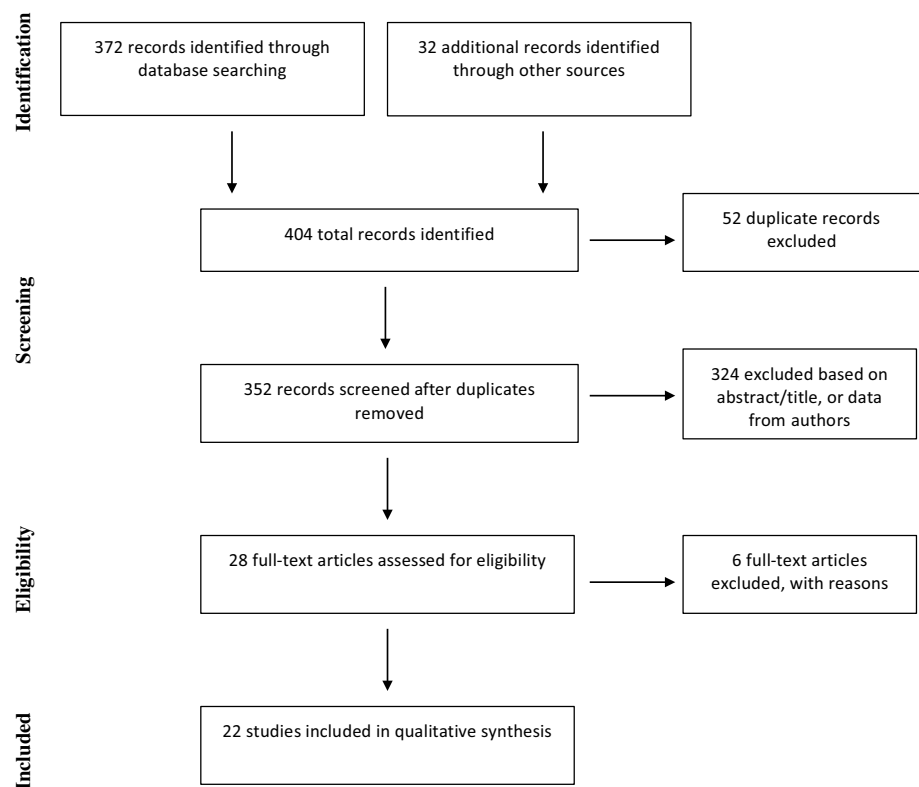 Identification
372 records identified through
database searching
32 additional records identified
through other sources
Screening
404 total records identified
52 duplicate records
excluded
352 records screened after duplicates
removed
324 excluded based on
abstract/title, or data
from authors
Eligibility
28 full-text articles assessed for eligibility
6 full-text articles
excluded, with reasons
Included
22 studies included in qualitative synthesis